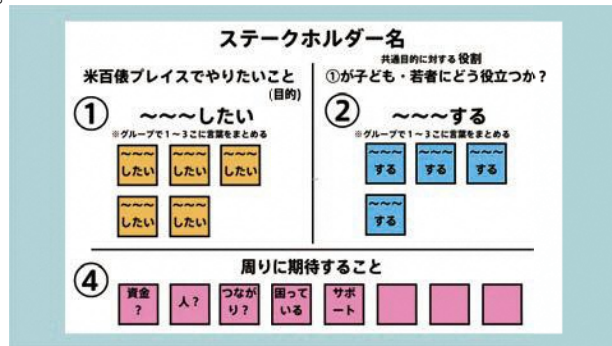 ステークホルダー名
米百俵プレイスでやりたいこと
(目的)
① 〜〜〜したい
※グループで1〜3こに言葉をまとめる
〜〜〜
したい
〜〜〜
したい
〜〜〜
したい
〜〜〜
したい
〜〜〜
したい
共通目的に対する役割
①が子ども・若者にどう役立つか？
② 〜〜〜する
※グループで1〜3こに言葉をまとめる
〜〜〜
する
〜〜〜
する
〜〜〜
する
〜〜〜
する
④ 周りに期待すること
資金
？
人？
つなが
り？
困って
いる
サポ
ート